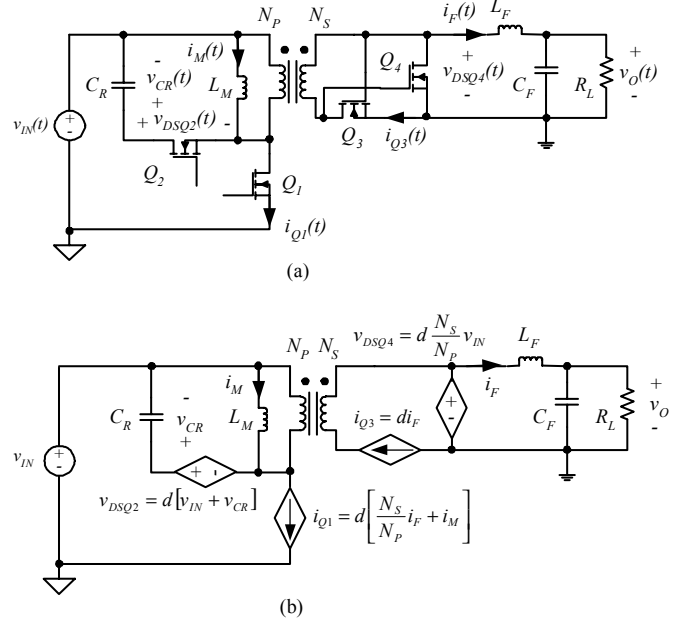 N_P N_S
i_F(t) L_F
i_M(t)
Q_4
C_R - v_CR(t) + L_M
+ v_DSQ4(t) -
C_F R_L + v_O(t) -
v_IN(t) + -
+ v_DSQ2(t) -
Q_3 i_Q3(t)
Q_2 Q_1
i_Q1(t)
(a)
v_DSQ4 = d N_S/N_P v_IN
N_P N_S
L_F
i_M
i_F
C_R - v_CR + L_M
i_Q3 = di_F
+ -
C_F R_L + v_O -
v_IN + -
+ -
v_DSQ2 = d[v_IN + v_CR]
i_Q1 = d[N_S/N_P i_F + i_M]
(b)